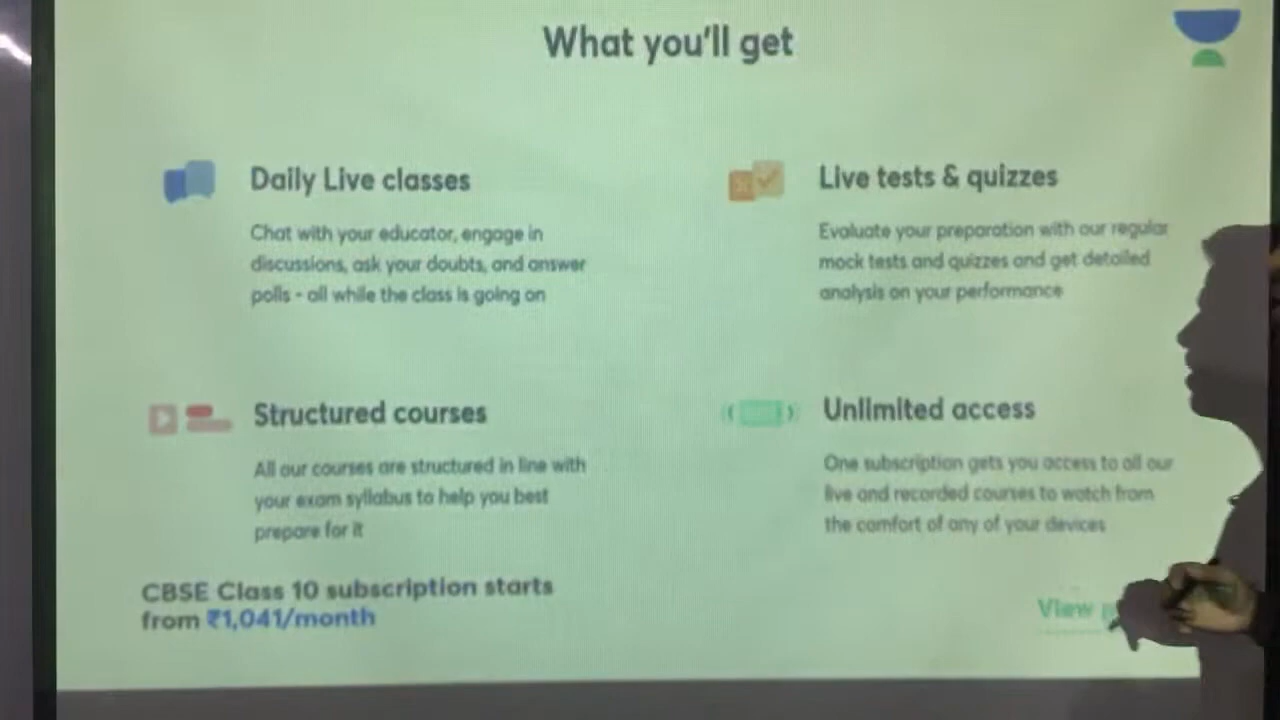 What you'll get
Daily Live classes
Chat with your educator, engage in
discussions, ask your doubts, and answer
polls - all while the class is going on
Live tests & quizzes
Evaluate your preparation with our regular
mock tests and quizzes and get detailed
analysis on your performance
Structured courses
All our courses are structured in line with
your exam syllabus to help you best
prepare for it
Unlimited access
One subscription gets you access to all our
live and recorded courses to watch from
the comfort of any of your devices
CBSE Class 10 subscription starts
from ₹1,041/month
View